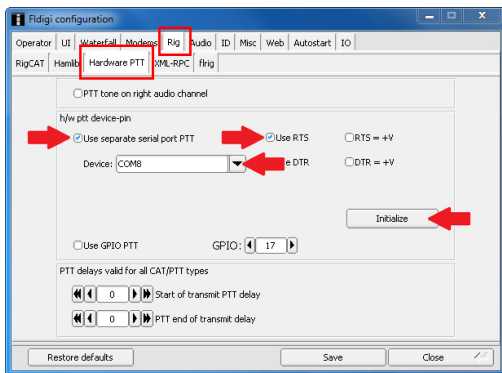 Fldigi configuration
Operator UI Waterfall Modems Rig Audio ID Misc Web Autostart IO
RigCAT Hamlib Hardware PTT XML-RPC flrig
PTT tone on right audio channel
h/w ptt device-pin
Use separate serial port PTT Use RTS RTS = +V
Device: COM8 DTR DTR = +V
Initialize
Use GPIO PTT GPIO: 17
PTT delays valid for all CAT/PTT types
0 Start of transmit PTT delay
0 PTT end of transmit delay
Restore defaults Save Close